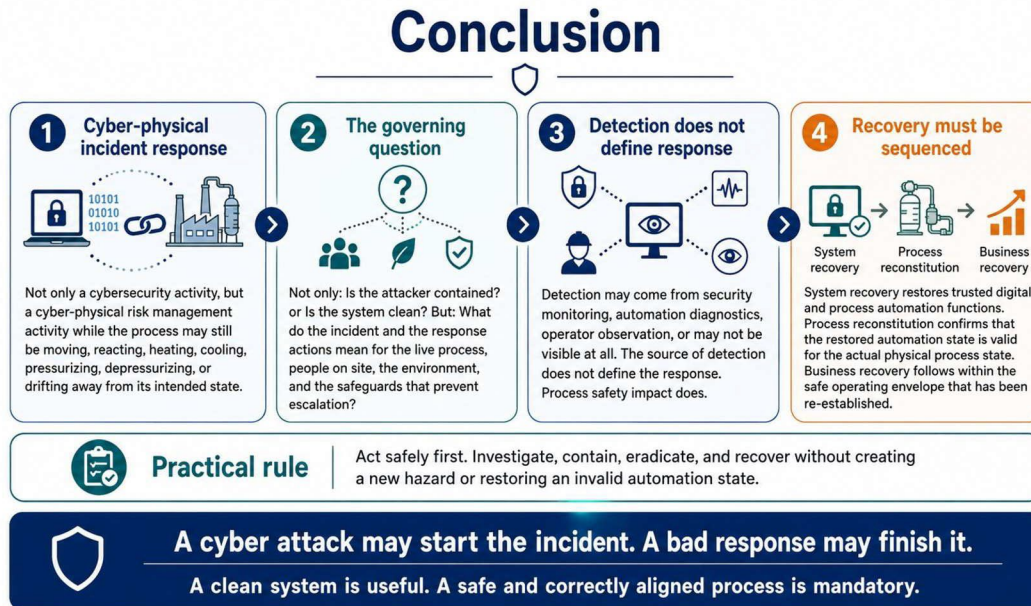 Conclusion
1
Cyber-physical
incident response
10101
01010
10101
Not only a cybersecurity activity, but
a cyber-physical risk management
activity while the process may still
be moving, reacting, heating, cooling,
pressurizing, depressurizing, or
drifting away from its intended state.
2
The governing
question
?
Not only: Is the attacker contained?
or Is the system clean? But: What
do the incident and the response
actions mean for the live process,
people on site, the environment,
and the safeguards that prevent
escalation?
3
Detection does not
define response
Detection may come from security
monitoring, automation diagnostics,
operator observation, or may not be
visible at all. The source of detection
does not define the response.
Process safety impact does.
4
Recovery must be
sequenced
System
recovery
Process
reconstitution
Business
recovery
System recovery restores trusted digital
and process automation functions.
Process reconstitution confirms that
the restored automation state is valid
for the actual physical process state.
Business recovery follows within the
safe operating envelope that has been
re-established.
Practical rule
Act safely first. Investigate, contain, eradicate, and recover without creating
a new hazard or restoring an invalid automation state.
A cyber attack may start the incident. A bad response may finish it.
A clean system is useful. A safe and correctly aligned process is mandatory.